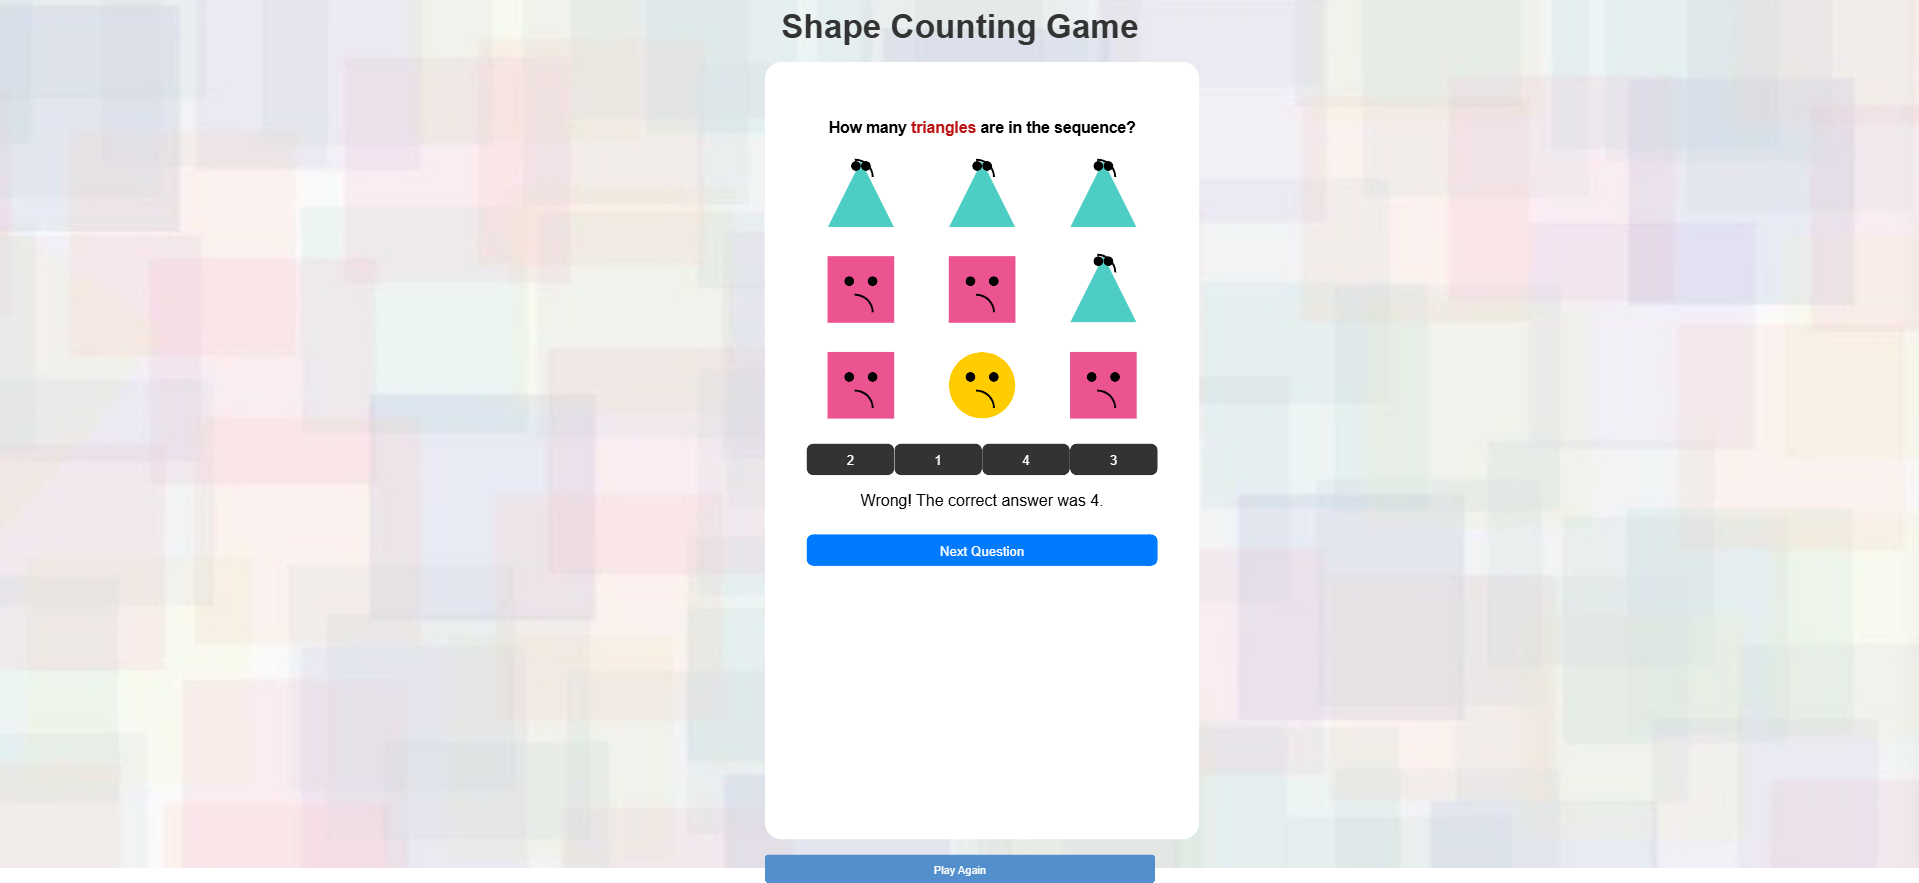 Shape Counting Game
How many triangles are in the sequence?
2 1 4 3
Wrong! The correct answer was 4.
Next Question
Play Again